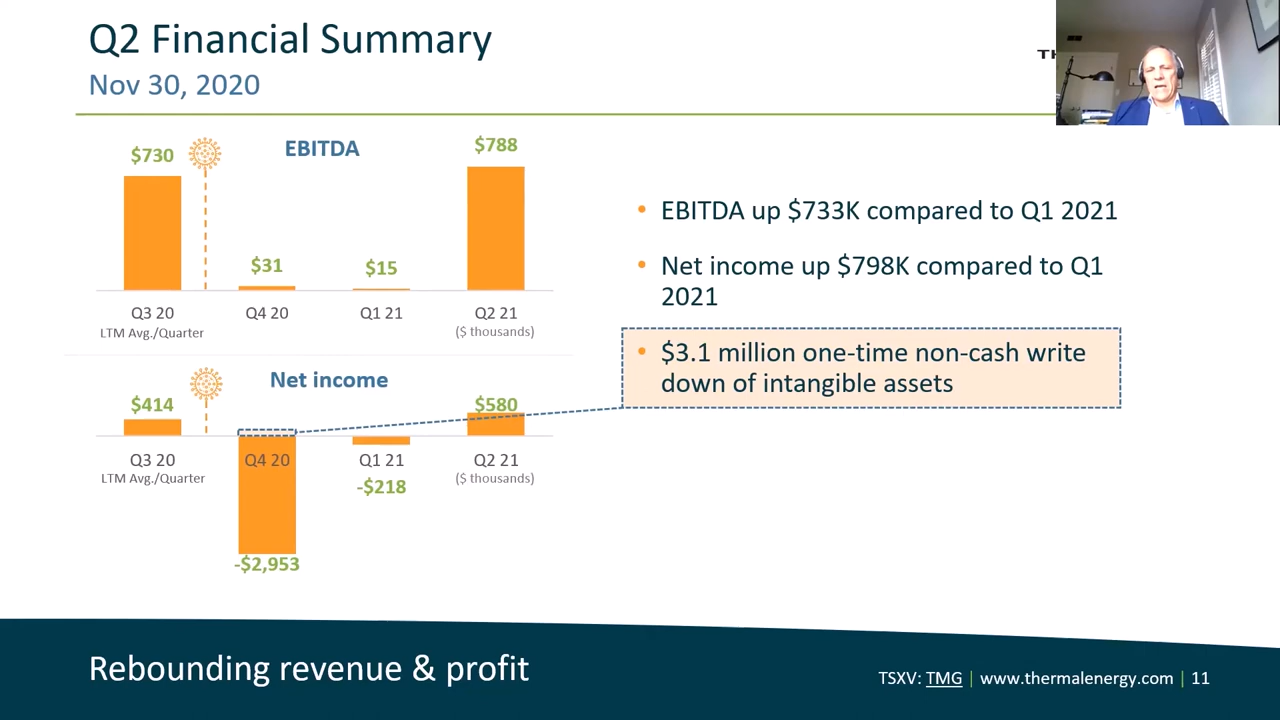 Q2 Financial Summary
Nov 30, 2020
TH
EBITDA
$730
$31
$15
$788
Q3 20
LTM Avg./Quarter
Q4 20
Q1 21
Q2 21
($ thousands)
Net income
$414
-$2,953
-$218
$580
Q3 20
LTM Avg./Quarter
Q4 20
Q1 21
Q2 21
($ thousands)
• EBITDA up $733K compared to Q1 2021
• Net income up $798K compared to Q1
2021
• $3.1 million one-time non-cash write
down of intangible assets
Rebounding revenue & profit
TSXV: TMG | www.thermalenergy.com | 11